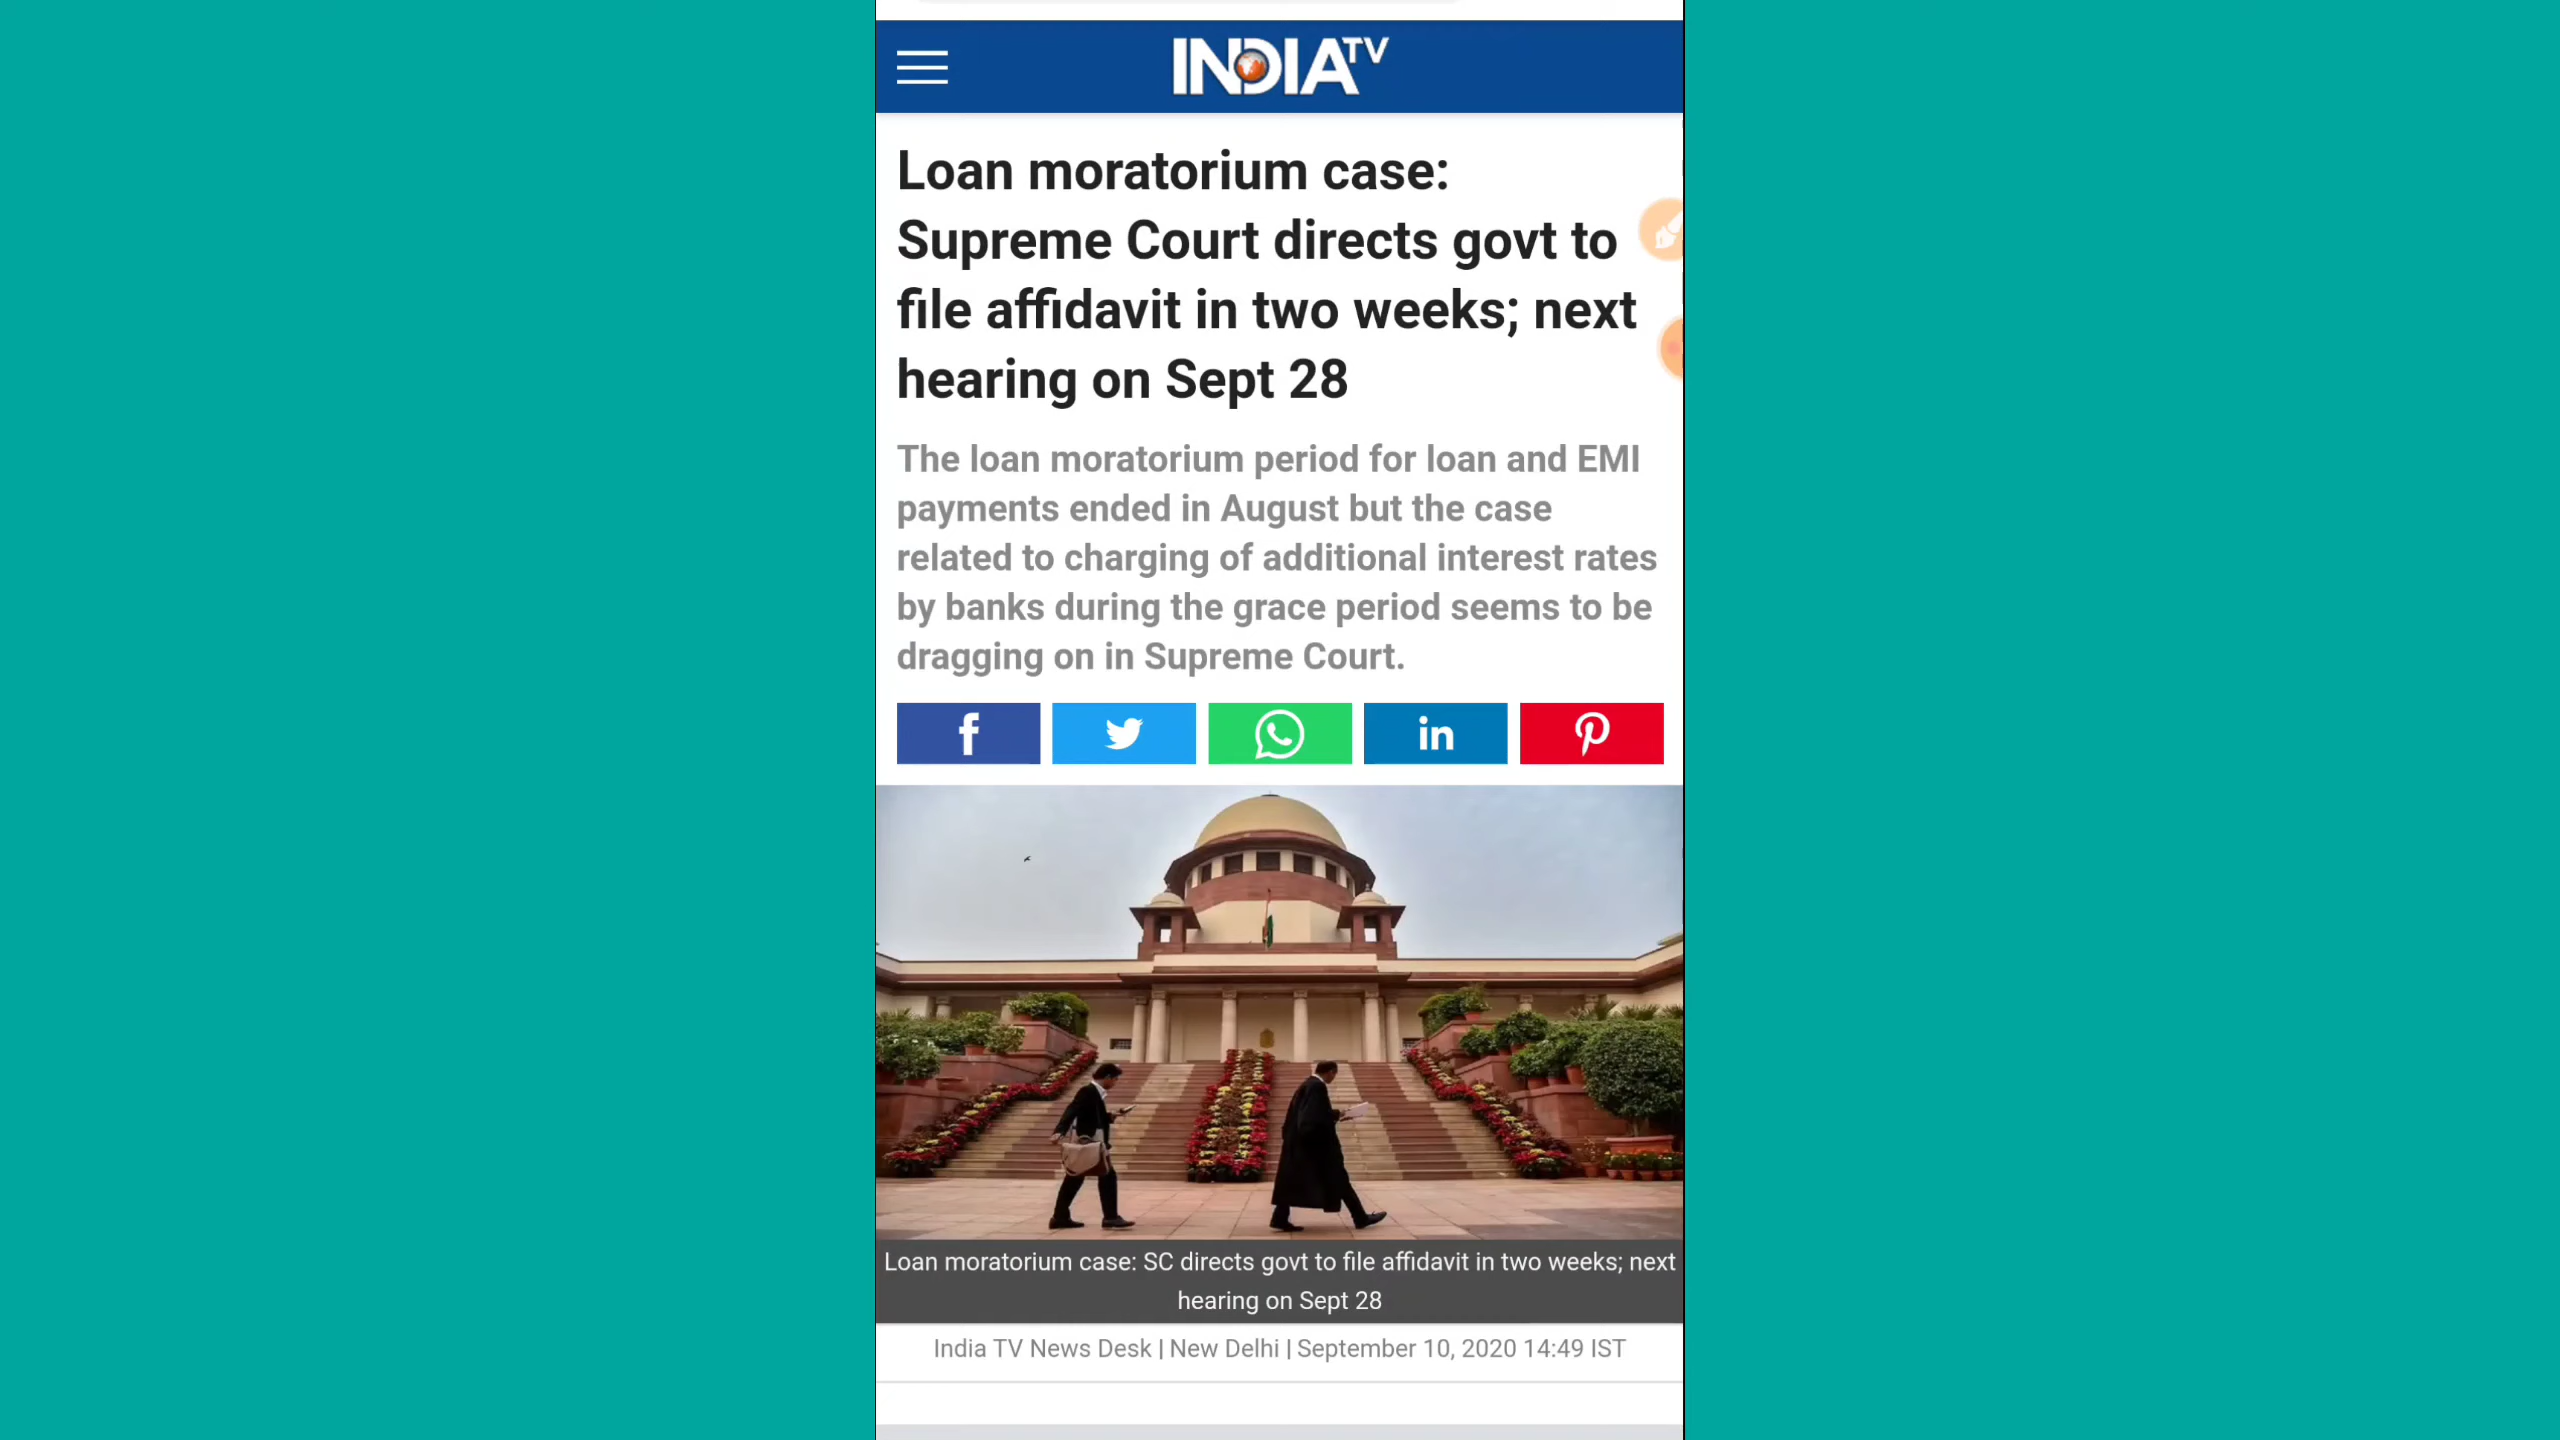 INDIA TV
Loan moratorium case:
Supreme Court directs govt to
file affidavit in two weeks; next
hearing on Sept 28
The loan moratorium period for loan and EMI
payments ended in August but the case
related to charging of additional interest rates
by banks during the grace period seems to be
dragging on in Supreme Court.
Loan moratorium case: SC directs govt to file affidavit in two weeks; next
hearing on Sept 28
India TV News Desk | New Delhi | September 10, 2020 14:49 IST